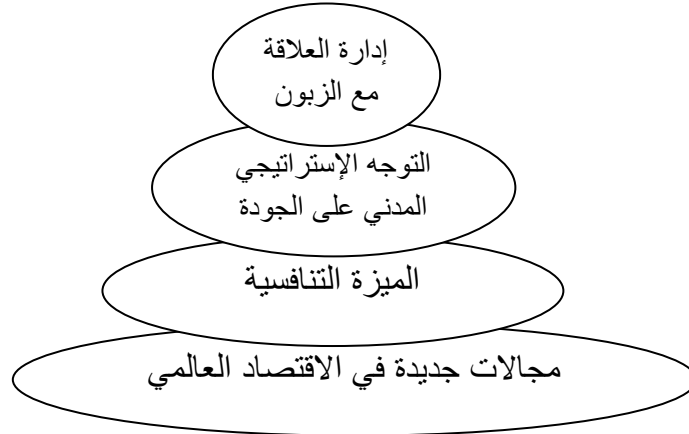 إدارة العلاقة
مع الزبون
التوجه الإستراتيجي
المدني على الجودة
الميزة التنافسية
مجالات جديدة في الاقتصاد العالمي